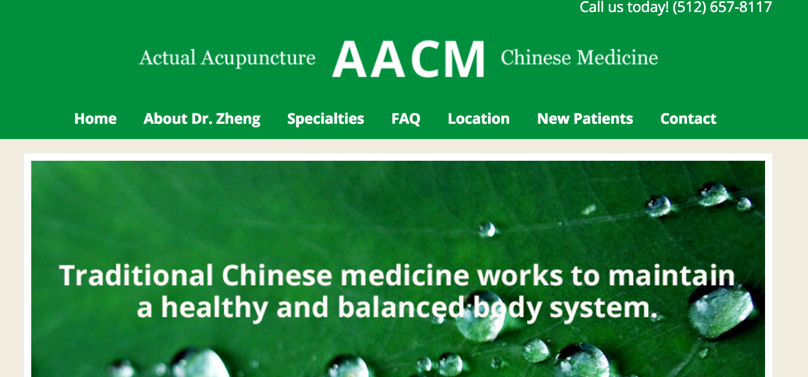 Call us today! (512) 657-8117
Actual Acupuncture AACM Chinese Medicine
Home About Dr. Zheng Specialties FAQ Location New Patients Contact
Traditional Chinese medicine works to maintain
a healthy and balanced body system.